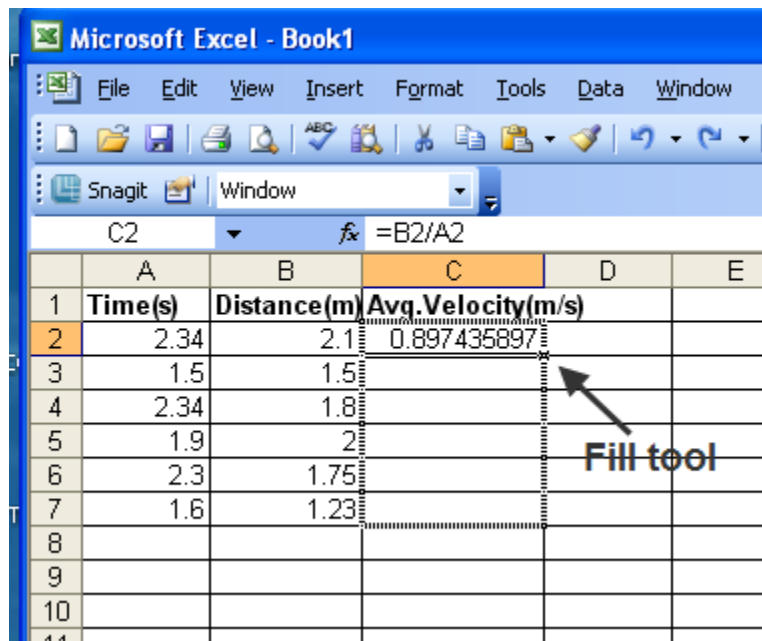 Microsoft Excel - Book1
File Edit View Insert Format Tools Data Window
ABC
Snagit Window
C2 fx =B2/A2
A B C D E
1 Time(s) Distance(m) Avg.Velocity(m/s)
2 2.34 2.1 0.897435897
3 1.5 1.5
4 2.34 1.8
5 1.9 2
6 2.3 1.75
7 1.6 1.23
Fill tool
8
9
10